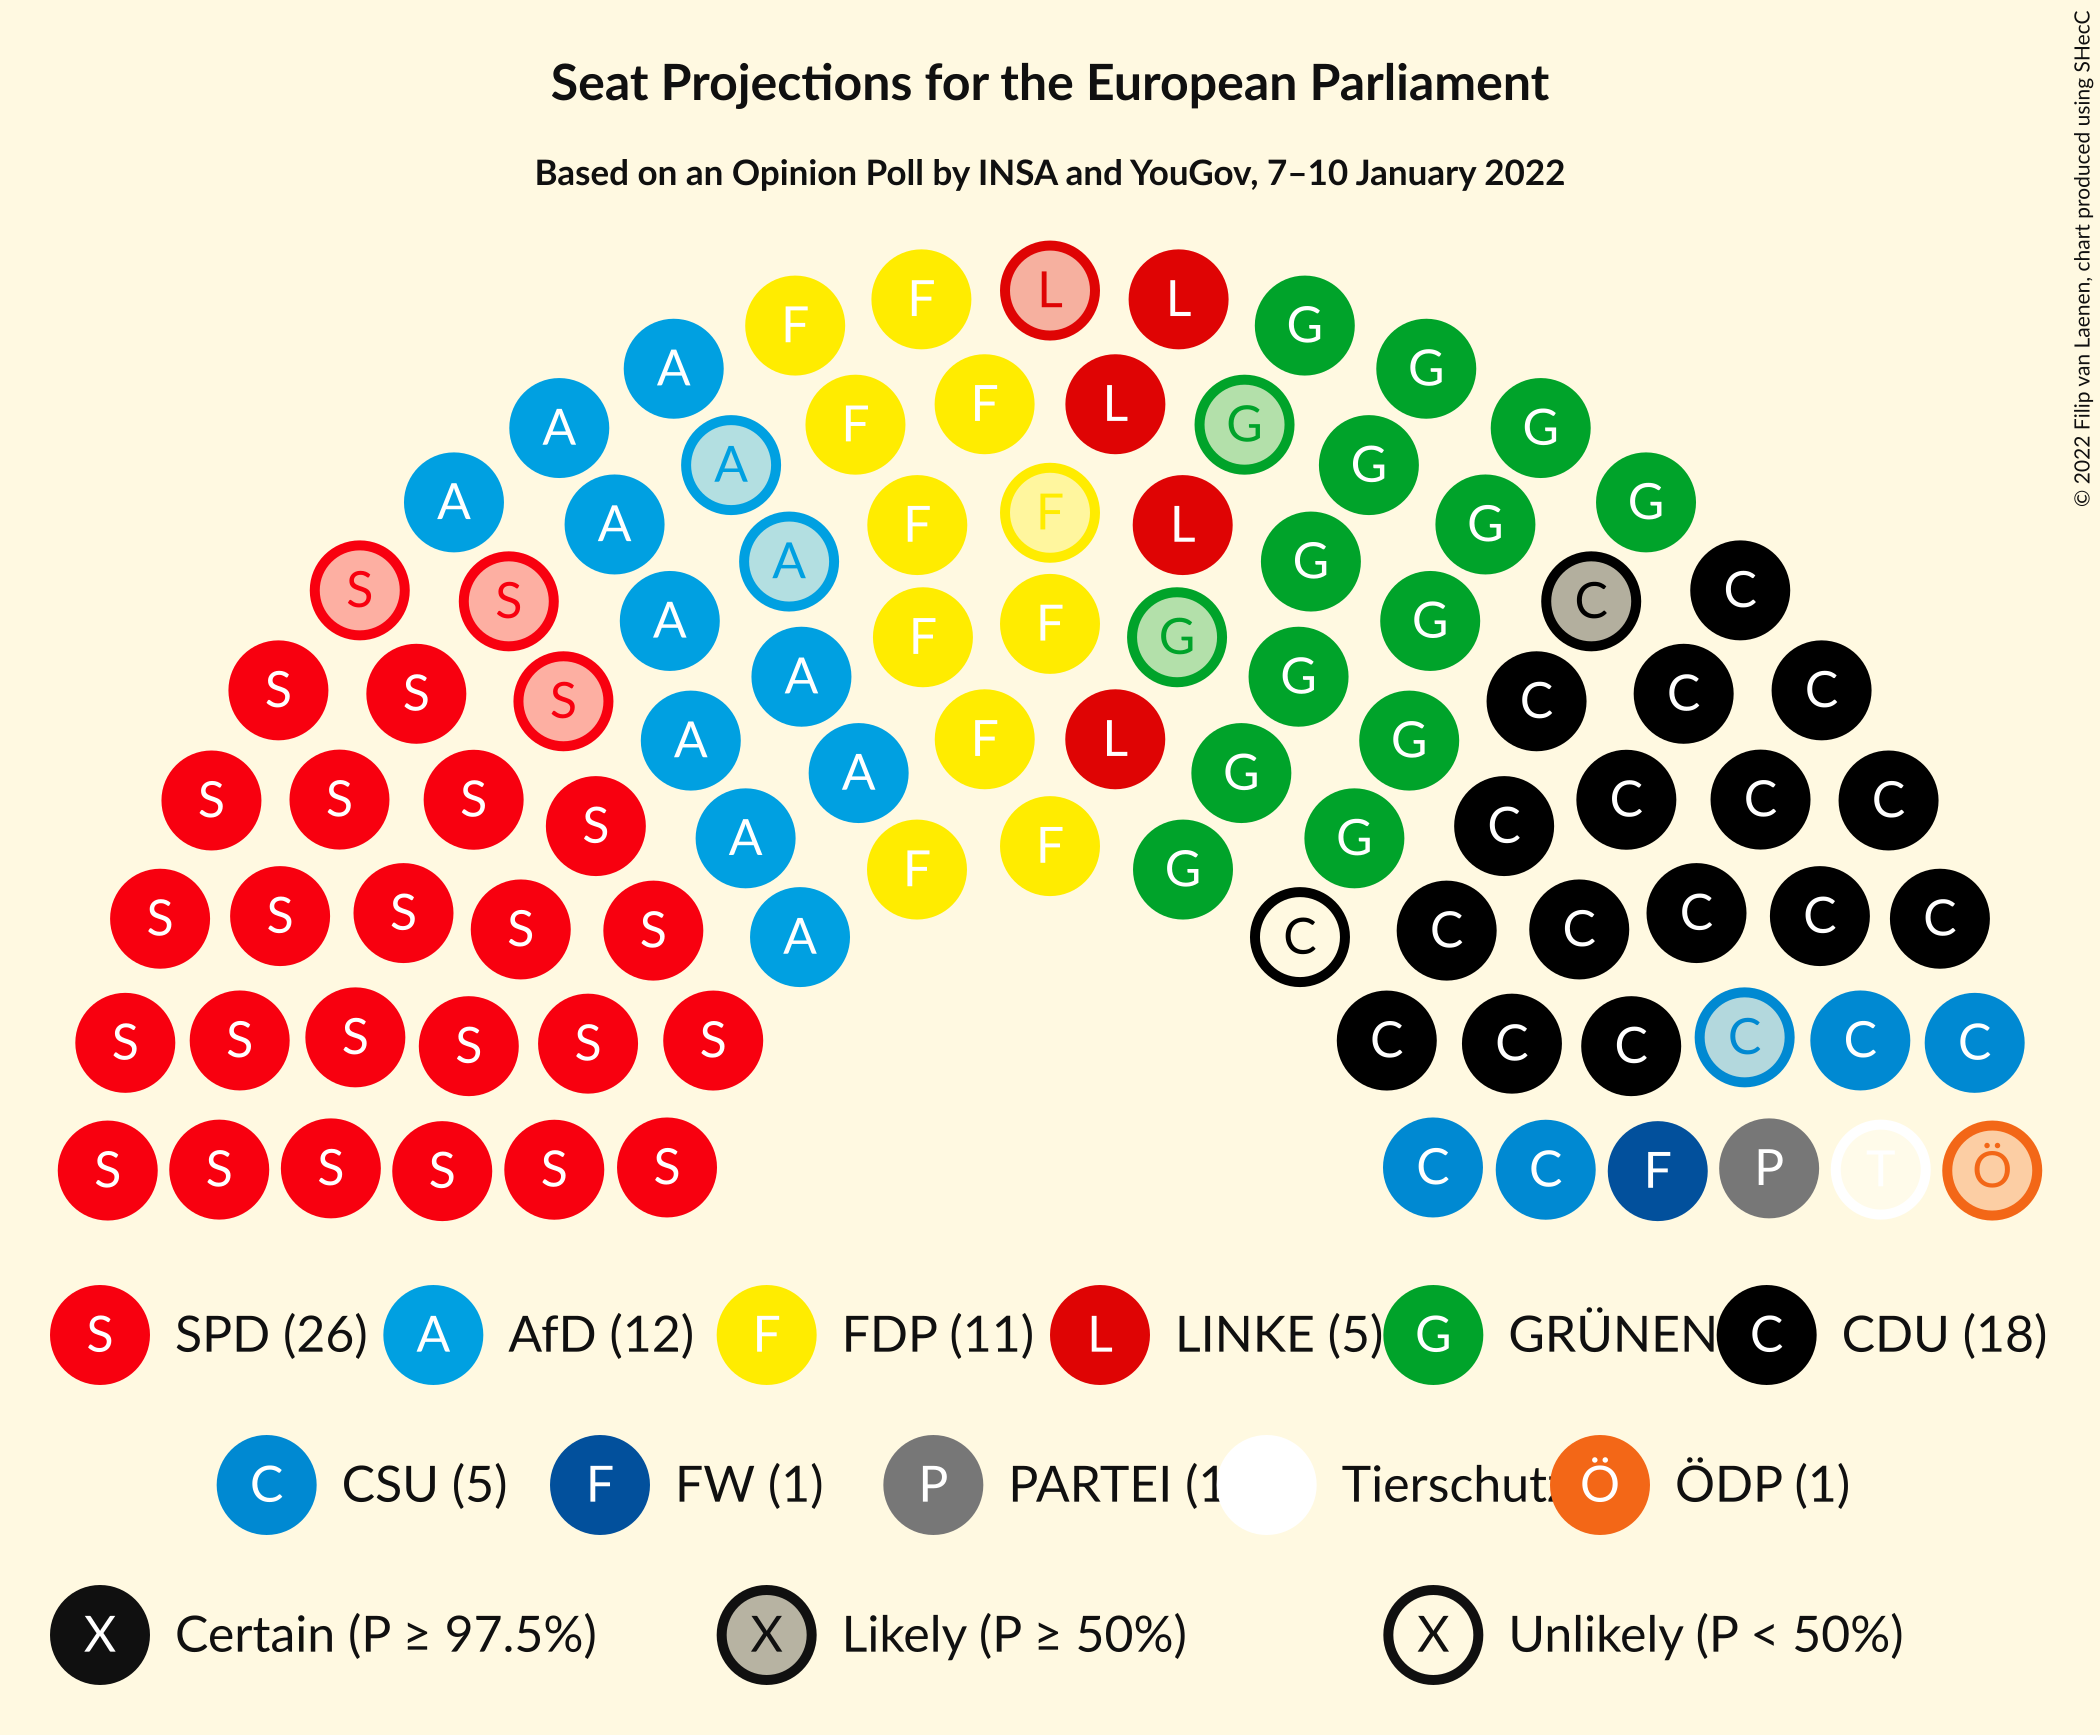 Seat Projections for the European Parliament
Based on an Opinion Poll by INSA and YouGov, 7–10 January 2022
© 2022 Filip van Laenen, chart produced using SHecC
F F L L G G
A F F L G G G
A A F F L G G G
A A A F F G G G G
S S A A F L G G C C
S S S A A F F G G C C C
S S S S A C C C C
S S S S S A C C C C C C
S S S S S S C C C C C C
S S S S S S C C F P T Ö
S SPD (26) A AfD (12) F FDP (11) L LINKE (5) G GRÜNEN C CDU (18)
C CSU (5) F FW (1) P PARTEI (1 Tierschutz Ö ÖDP (1)
X Certain (P ≥ 97.5%) X Likely (P ≥ 50%) X Unlikely (P < 50%)